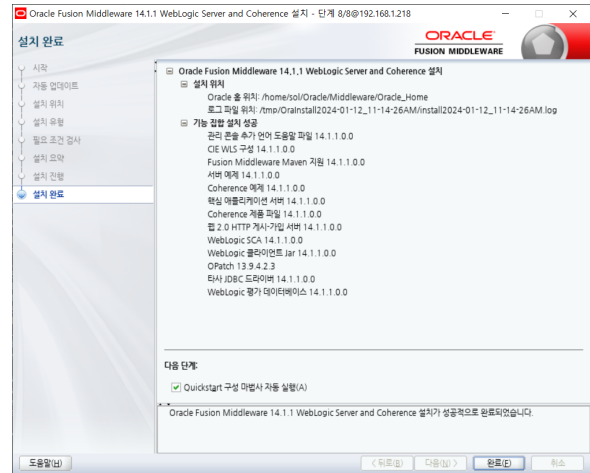 Oracle Fusion Middleware 14.1.1 WebLogic Server and Coherence 설치 - 단계 8/8@192.168.1.218
설치 완료
ORACLE
FUSION MIDDLEWARE
시작
자동 업데이트
설치 위치
설치 유형
필요 조건 검사
설치 요약
설치 진행
설치 완료
Oracle Fusion Middleware 14.1.1 WebLogic Server and Coherence 설치
설치 위치
Oracle 홈 위치: /home/sol/Oracle/Middleware/Oracle_Home
로그 파일 위치: /tmp/OraInstall2024-01-12_11-14-26AM/install2024-01-12_11-14-26AM.log
기능 집합 설치 성공
관리 콘솔 추가 언어 도움말 파일 14.1.1.0.0
CIE WLS 구성 14.1.1.0.0
Fusion Middleware Maven 지원 14.1.1.0.0
서버 예제 14.1.1.0.0
Coherence 예제 14.1.1.0.0
핵심 애플리케이션 서버 14.1.1.0.0
Coherence 제품 파일 14.1.1.0.0
웹 2.0 HTTP 게시-가입 서버 14.1.1.0.0
WebLogic SCA 14.1.1.0.0
WebLogic 클라이언트 Jar 14.1.1.0.0
OPatch 13.9.4.2.3
타사 JDBC 드라이버 14.1.1.0.0
WebLogic 평가 데이터베이스 14.1.1.0.0
다음 단계:
Quickstart 구성 마법사 자동 실행(A)
Oracle Fusion Middleware 14.1.1 WebLogic Server and Coherence 설치가 성공적으로 완료되었습니다.
도움말(H)
< 뒤로(B)
다음(N) >
완료(F)
취소